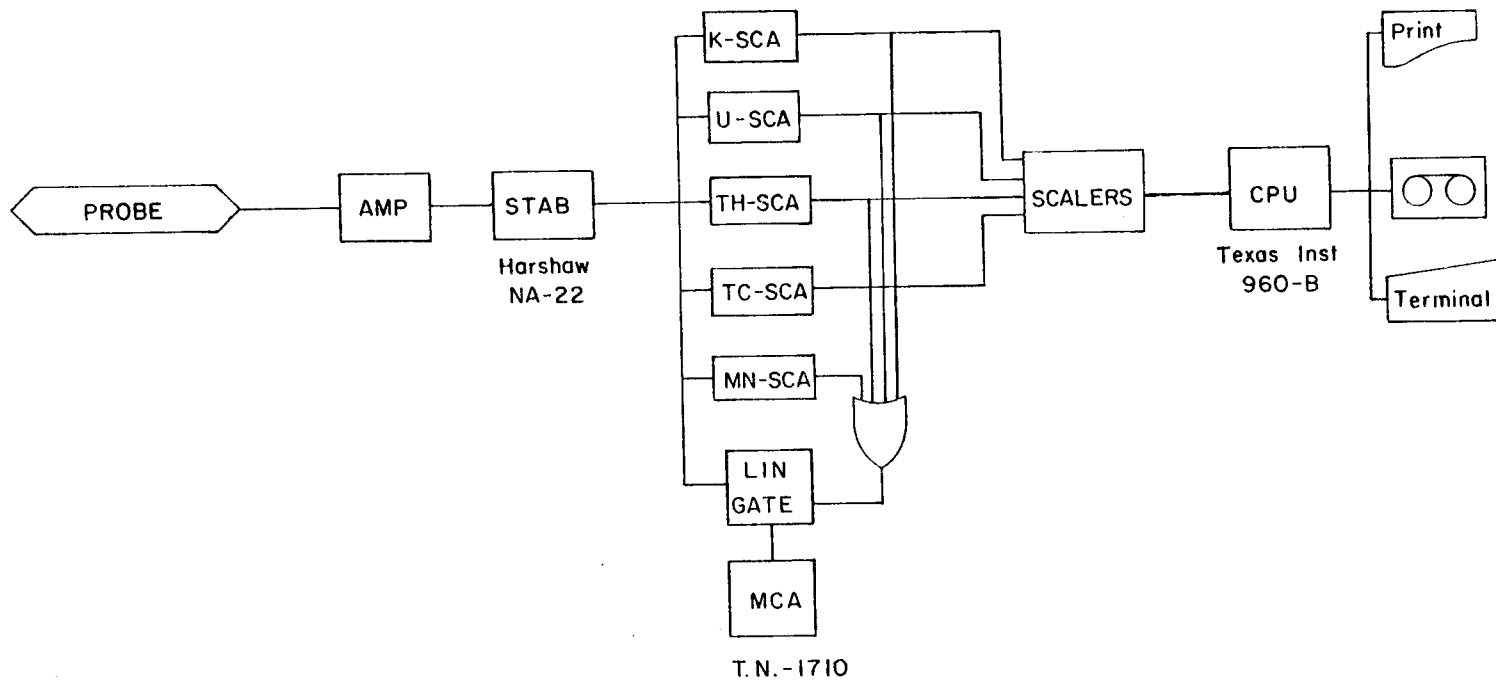 PROBE
AMP
STAB
Harshaw
NA-22
K-SCA
U-SCA
TH-SCA
TC-SCA
MN-SCA
LIN
GATE
MCA
T.N.-1710
SCALERS
CPU
Texas Inst
960-B
Print
Terminal